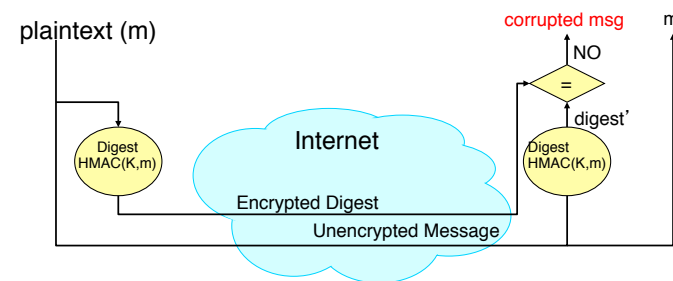 plaintext (m)
corrupted msg
m
NO
=
digest’
Digest
HMAC(K,m)
Internet
Digest
HMAC(K,m)
Encrypted Digest
Unencrypted Message